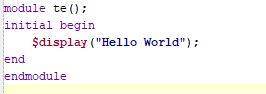 module te();
initial begin
    $display("Hello World");
end
endmodule